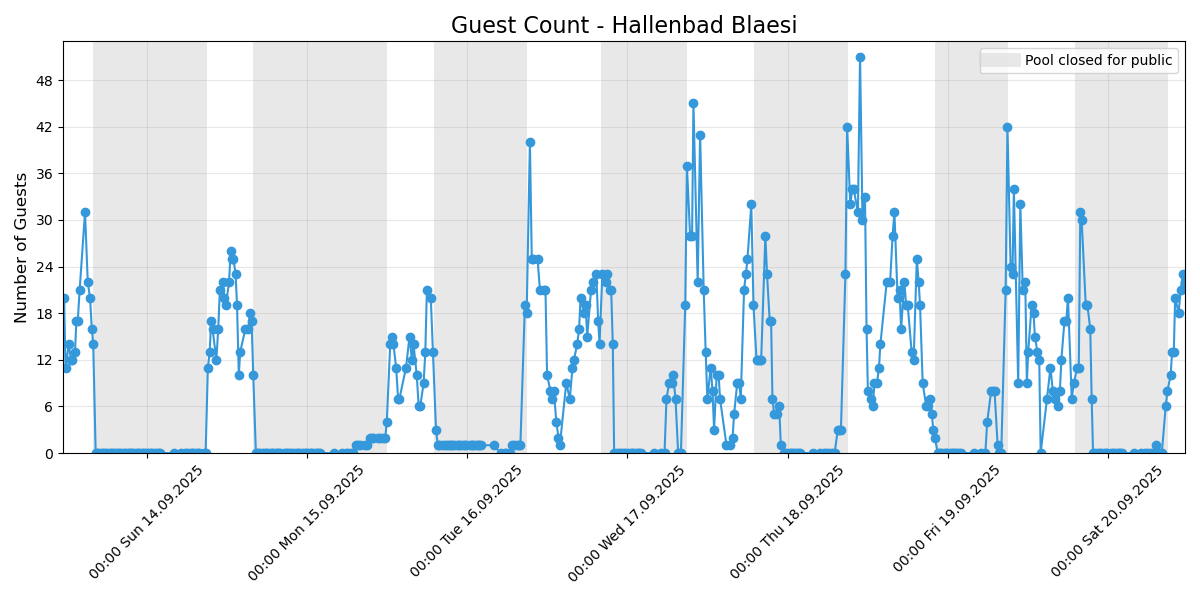 Guest Count - Hallenbad Blaesi
Pool closed for public
Number of Guests
48
42
36
30
24
18
12
6
0
00:00 Sun 14.09.2025
00:00 Mon 15.09.2025
00:00 Tue 16.09.2025
00:00 Wed 17.09.2025
00:00 Thu 18.09.2025
00:00 Fri 19.09.2025
00:00 Sat 20.09.2025